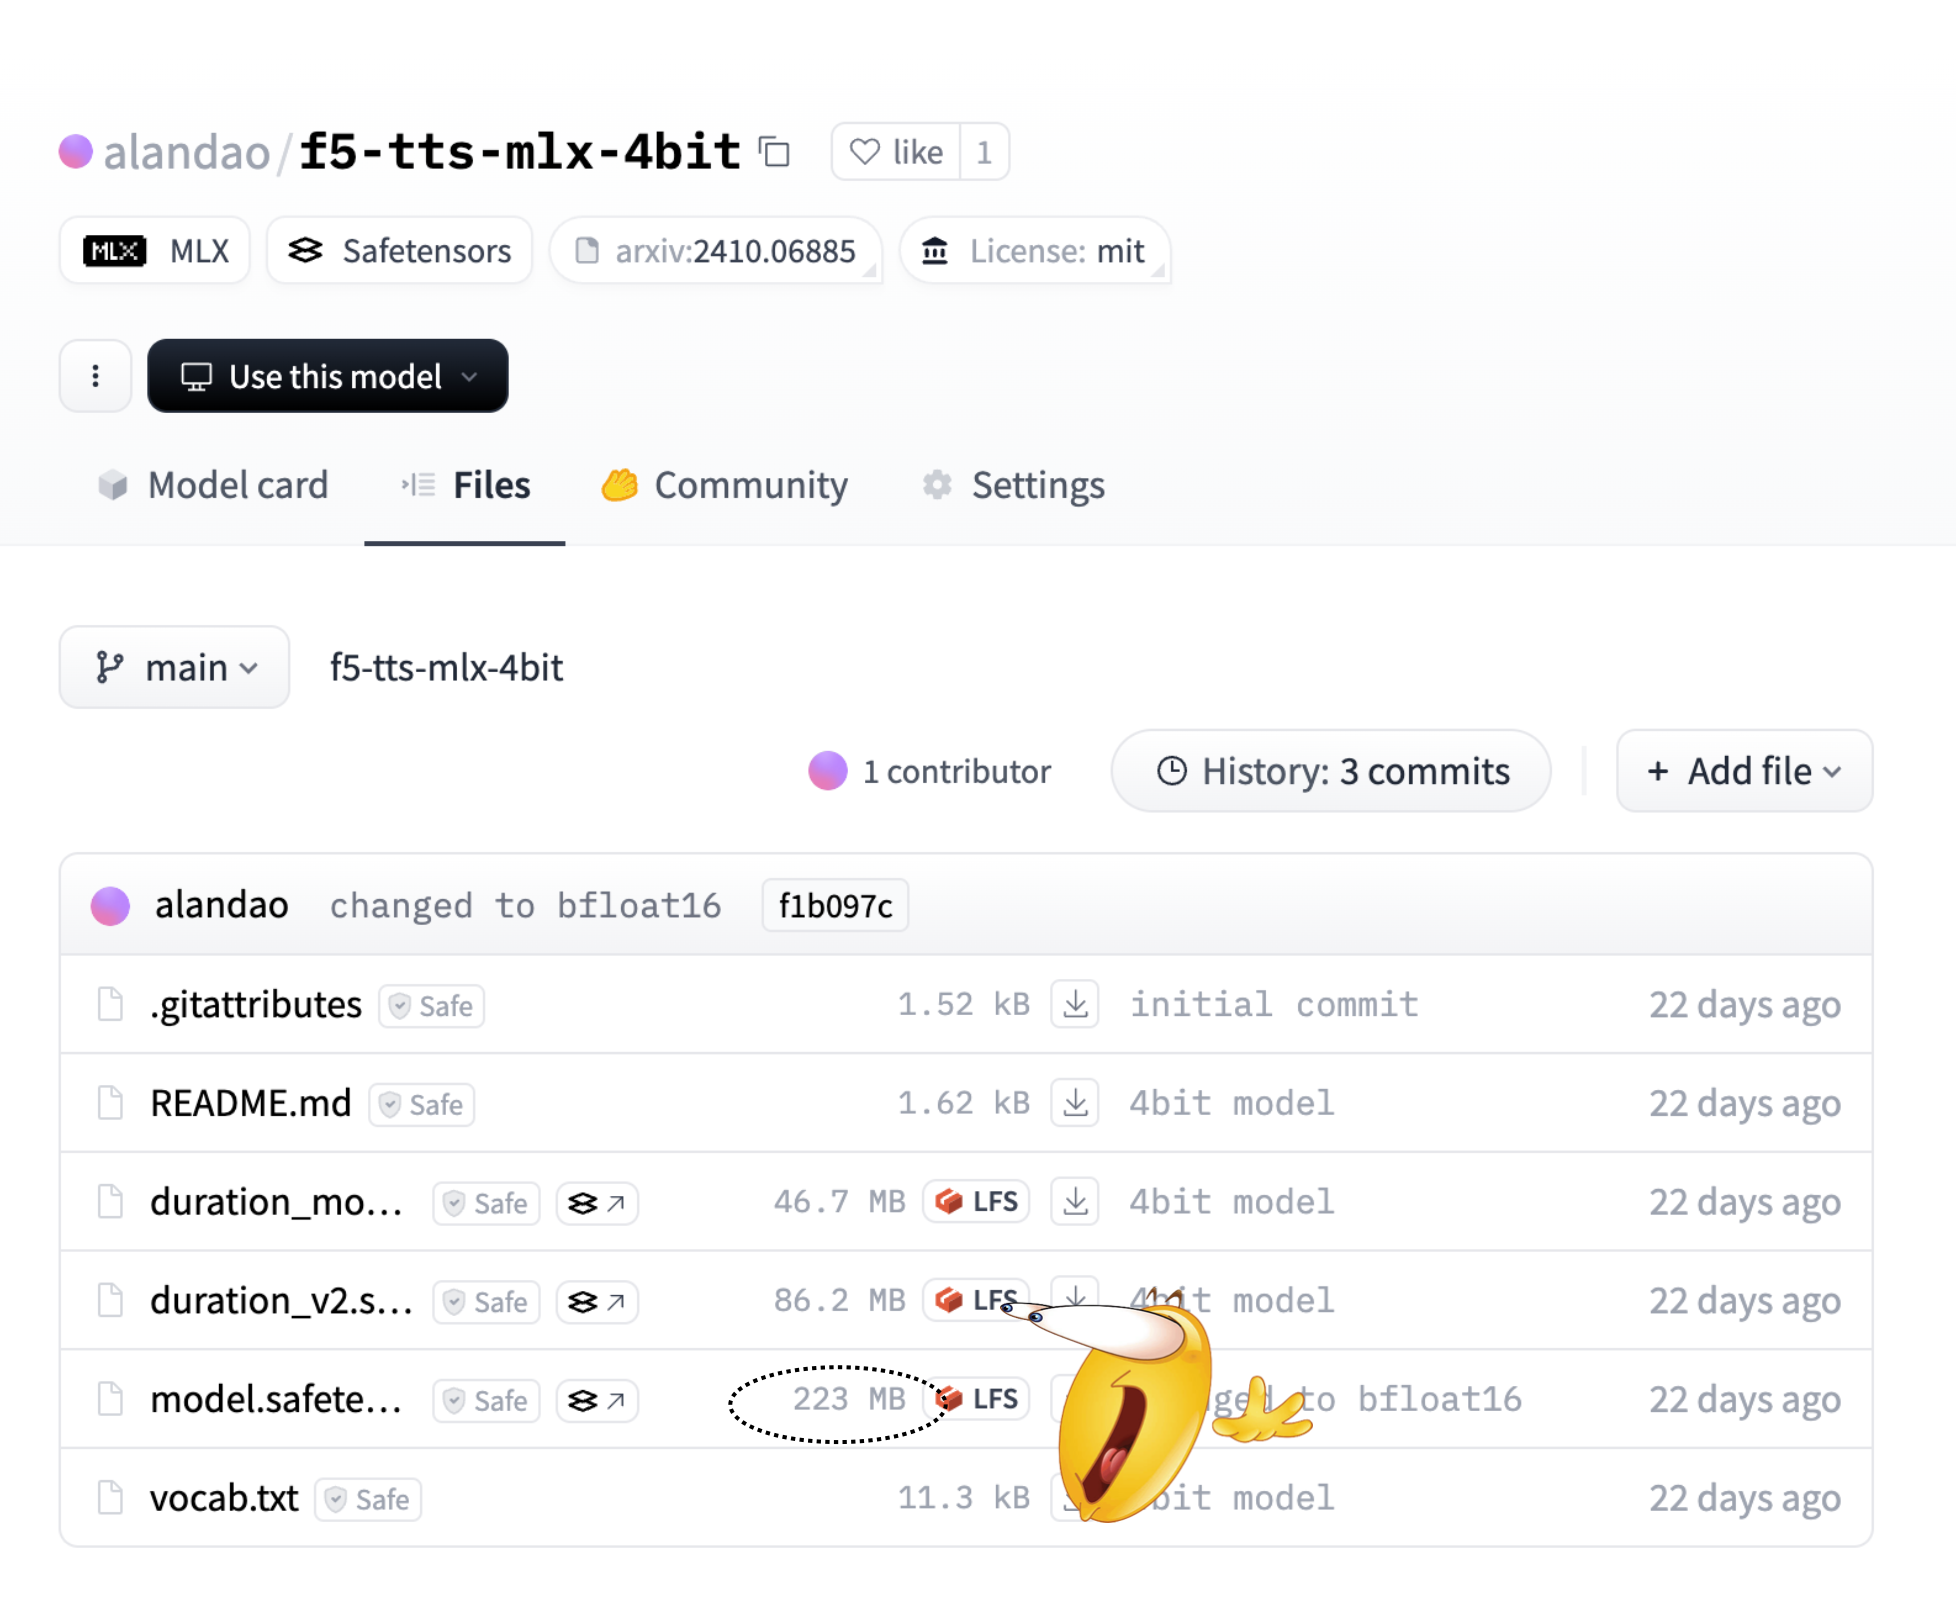 alandao/f5-tts-mlx-4bit like 1
MLX MLX Safetensors arxiv:2410.06885 License: mit
Use this model
Model card Files Community Settings
main f5-tts-mlx-4bit
1 contributor History: 3 commits + Add file
alandao changed to bfloat16 f1b097c
.gitattributes Safe 1.52 kB initial commit 22 days ago
README.md Safe 1.62 kB 4bit model 22 days ago
duration_mo... Safe 46.7 MB LFS 4bit model 22 days ago
duration_v2.s... Safe 86.2 MB LFS 4bit model 22 days ago
model.safete... Safe 223 MB LFS to bfloat16 22 days ago
vocab.txt Safe 11.3 kB model 22 days ago